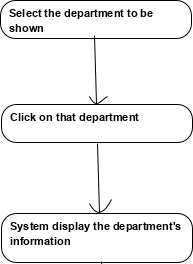 Select the department to be
shown
Click on that department
System display the department's
information